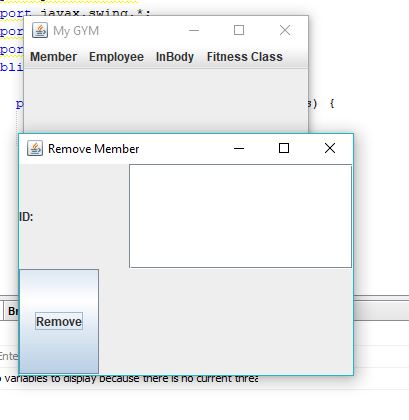 port javax.swing.*;
por
My GYM
por
Member Employee InBody Fitness Class
bli
p
s) {
Remove Member
ID:
Remove
Br
Ente
o variables to display because there is no current threa